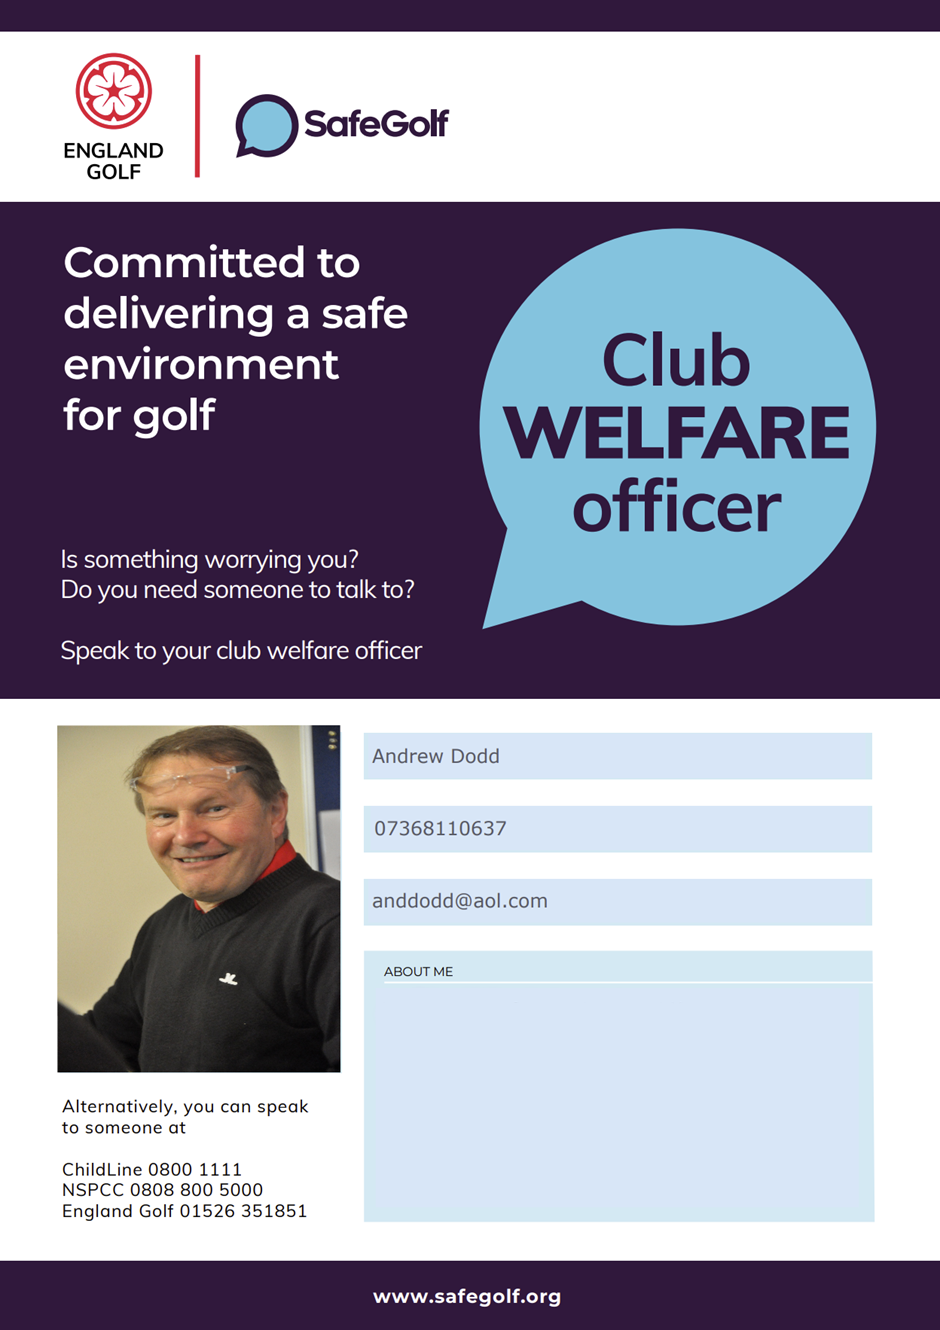 ENGLAND
GOLF
SafeGolf
Committed to
delivering a safe
environment
for golf
Club
WELFARE
officer
Is something worrying you?
Do you need someone to talk to?
Speak to your club welfare officer
Andrew Dodd
07368110637
anddodd@aol.com
ABOUT ME
Alternatively, you can speak
to someone at
ChildLine 0800 1111
NSPCC 0808 800 5000
England Golf 01526 351851
www.safegolf.org